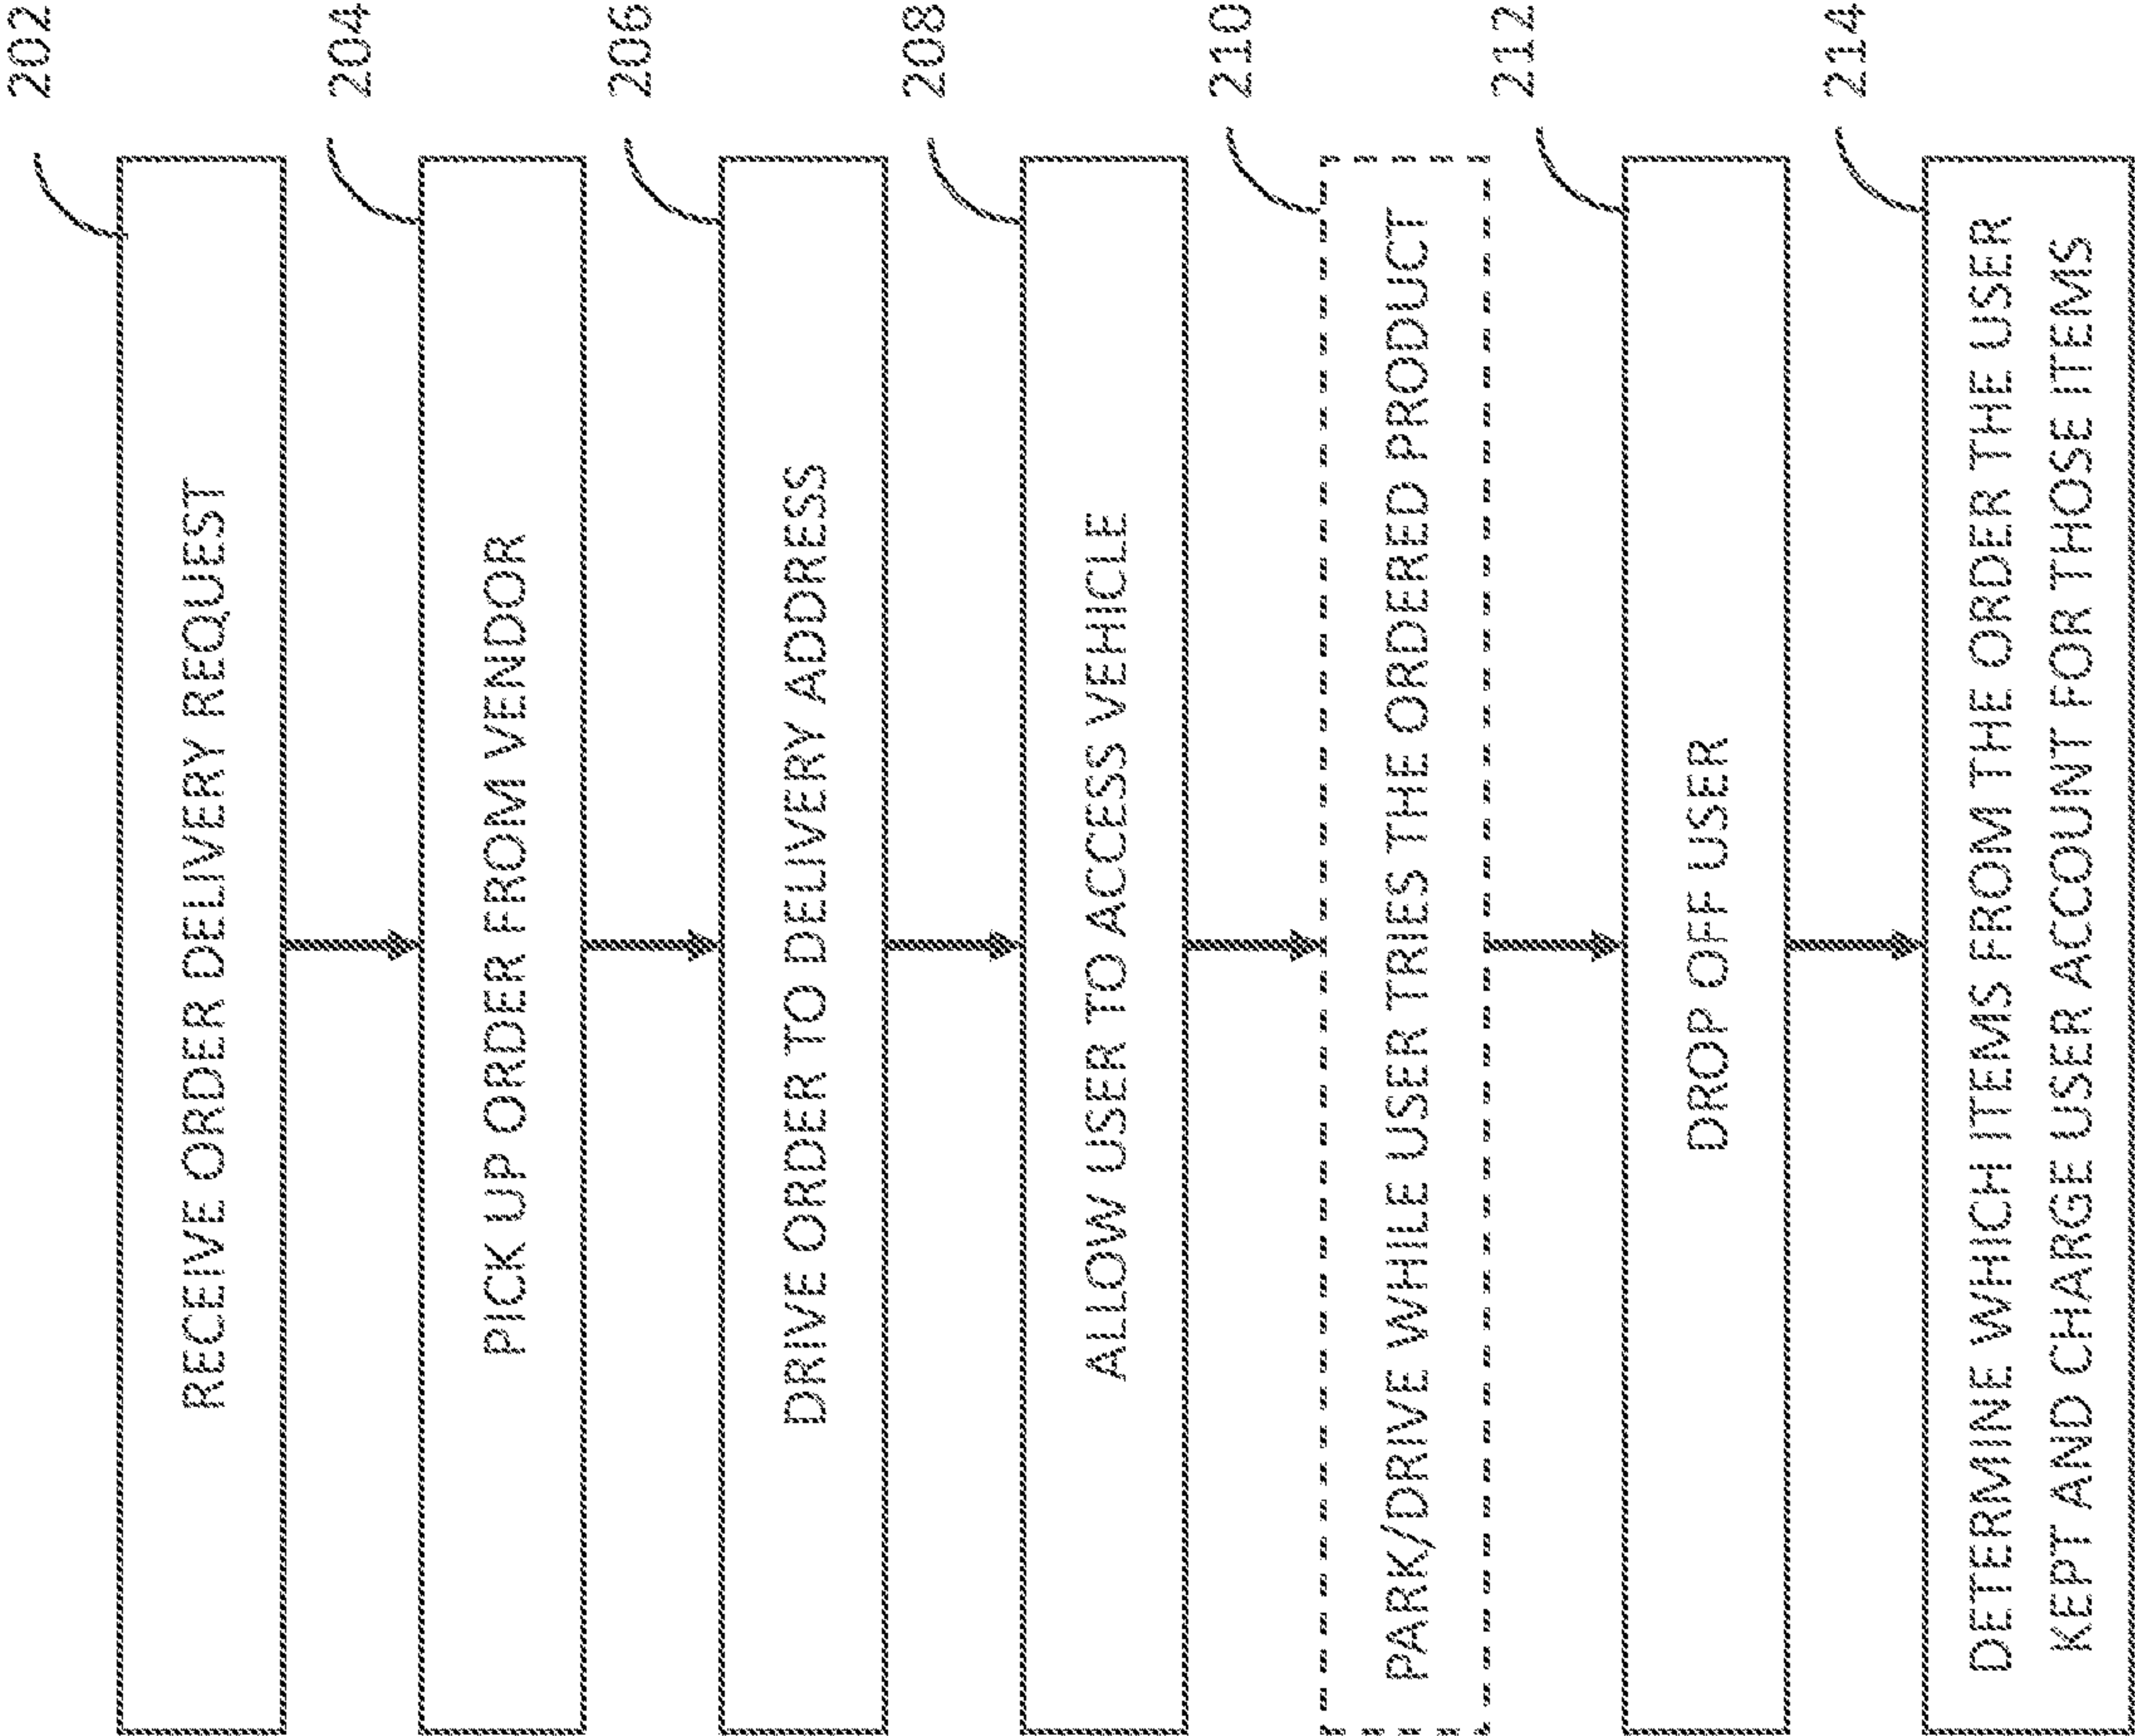 RECEIVE ORDER DELIVERY REQUEST
202
PICK UP ORDER FROM VENDOR
204
DRIVE ORDER TO DELIVERY ADDRESS
206
ALLOW USER TO ACCESS VEHICLE
208
PARK/DRIVE WHILE USER TRIES THE ORDERED PRODUCT
210
DROP OFF USER
212
DETERMINE WHICH ITEMS FROM THE ORDER THE USER
KEPT AND CHARGE USER ACCOUNT FOR THOSE ITEMS
214